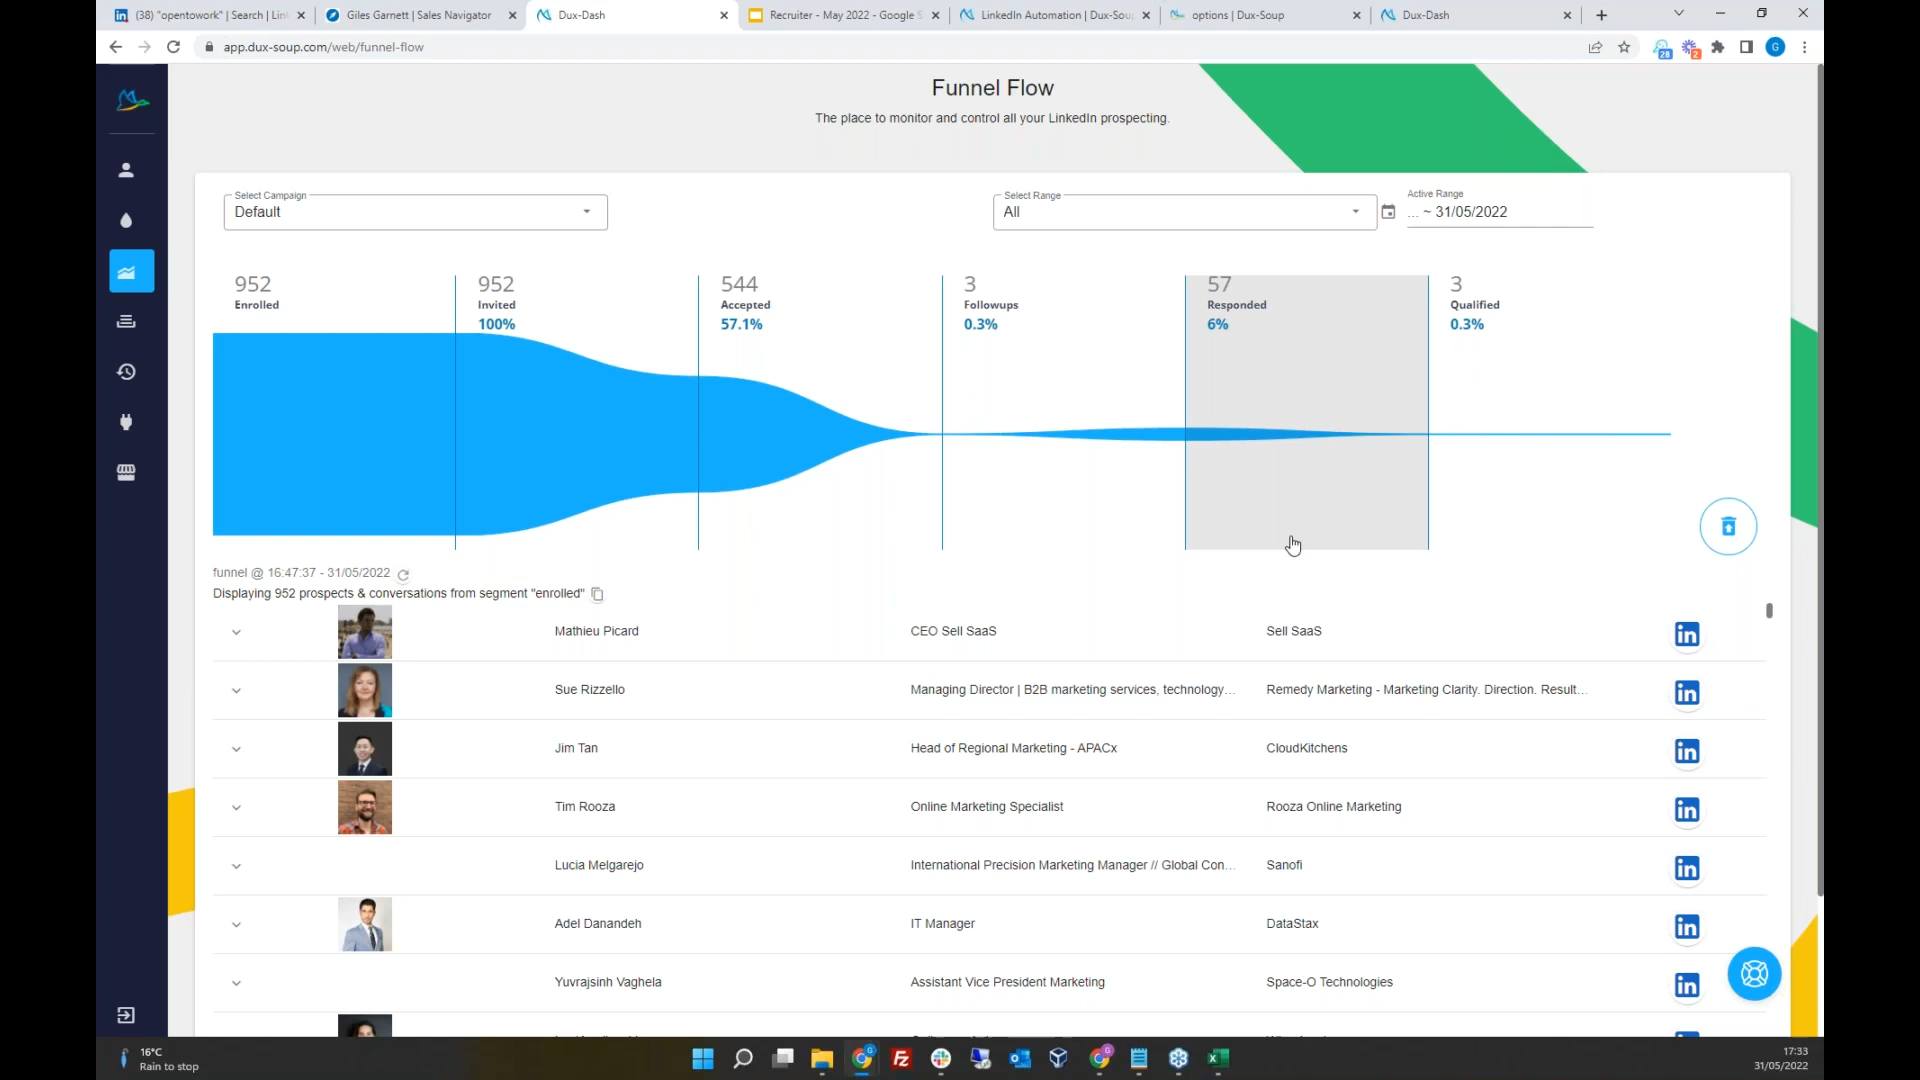 (38) "opentowork" | Search | Lin
Giles Garnett | Sales Navigator
Dux-Dash
Recruiter - May 2022 - Google S
LinkedIn Automation | Dux-Sou
options | Dux-Soup
Dux-Dash
app.dux-soup.com/web/funnel-flow
28
2
G
Funnel Flow
The place to monitor and control all your LinkedIn prospecting.
Select Campaign
Default
Select Range
All
Active Range
... ~ 31/05/2022
952
Enrolled
952
Invited
100%
544
Accepted
57.1%
3
Followups
0.3%
57
Responded
6%
3
Qualified
0.3%
funnel @ 16:47:37 - 31/05/2022
Displaying 952 prospects & conversations from segment "enrolled"
Mathieu Picard CEO Sell SaaS Sell SaaS
Sue Rizzello Managing Director | B2B marketing services, technology... Remedy Marketing - Marketing Clarity. Direction. Result...
Jim Tan Head of Regional Marketing - APACx CloudKitchens
Tim Rooza Online Marketing Specialist Rooza Online Marketing
Lucia Melgarejo International Precision Marketing Manager // Global Con... Sanofi
Adel Danandeh IT Manager DataStax
Yuvrajsinh Vaghela Assistant Vice President Marketing Space-O Technologies
16°C
Rain to stop
17:33
31/05/2022